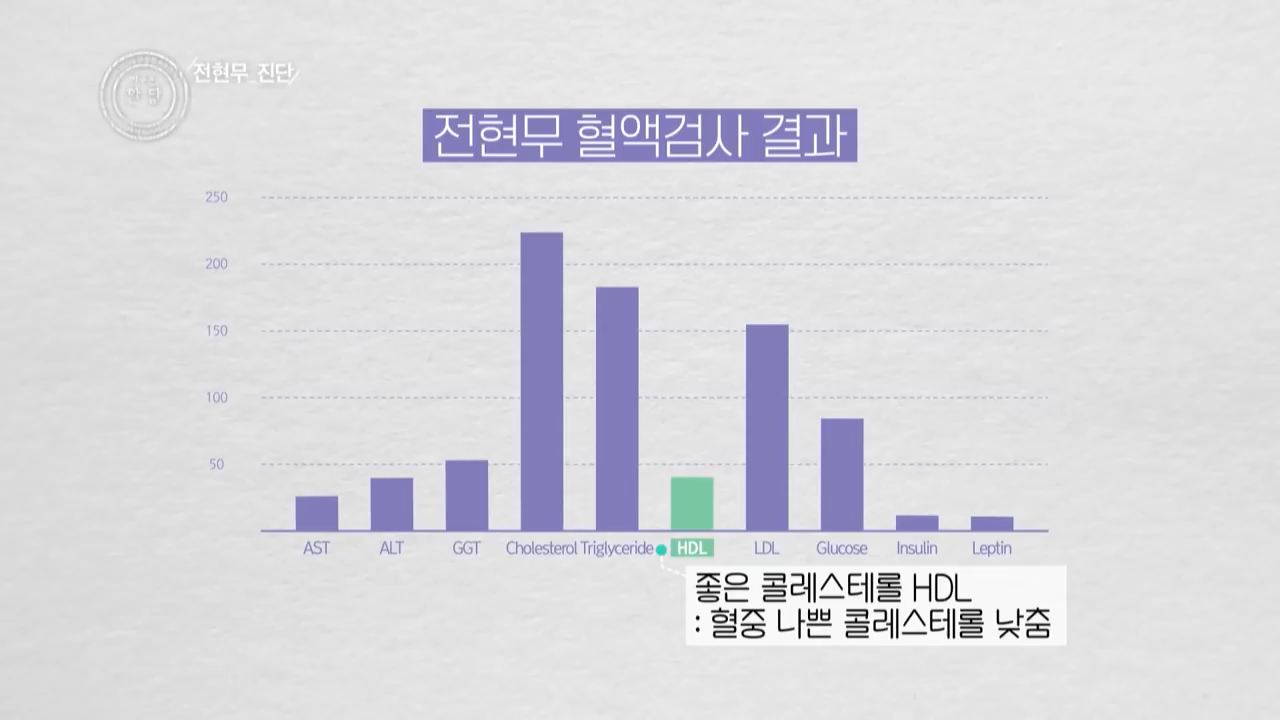 전현무_진단
전현무 혈액검사 결과
250
200
150
100
50
AST ALT GGT Cholesterol Triglyceride HDL LDL Glucose Insulin Leptin
좋은 콜레스테롤 HDL
: 혈중 나쁜 콜레스테롤 낮춤